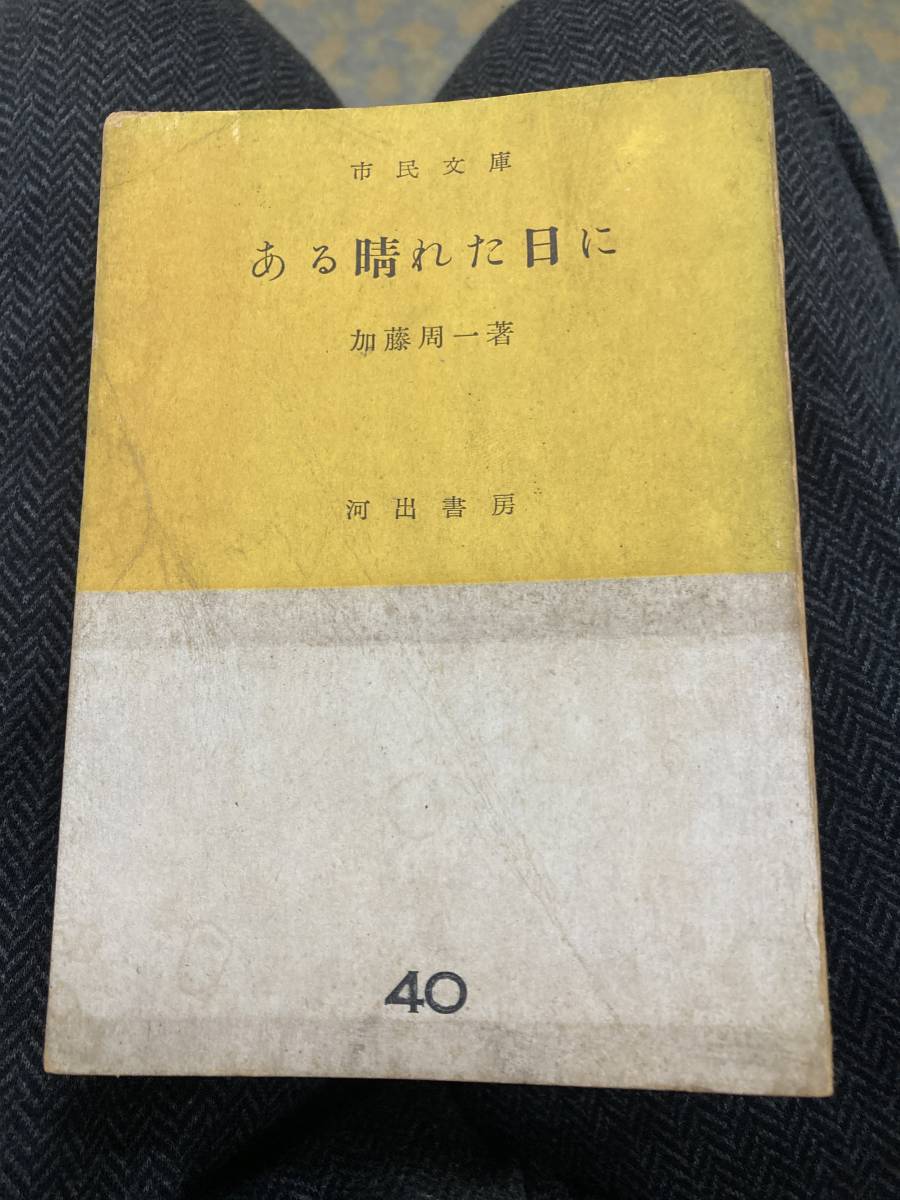 市民文庫
ある晴れた日に
加藤周一著
河出書房
40